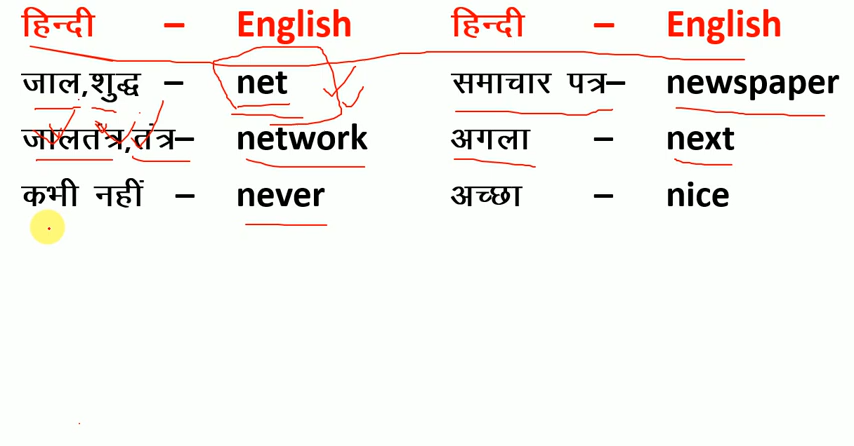 हिन्दी – English हिन्दी – English
जाल,शुद्ध – net समाचार पत्र– newspaper
जालतंत्र,तंत्र– network अगला – next
कभी नहीं – never अच्छा – nice